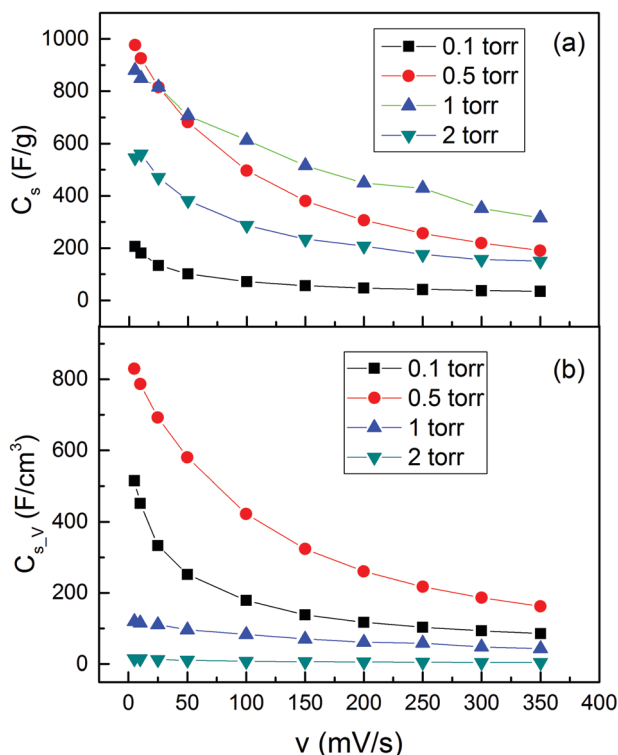 (a)
0.1 torr
0.5 torr
1 torr
2 torr
1000
800
600
400
200
0
C_s (F/g)
(b)
0.1 torr
0.5 torr
1 torr
2 torr
800
600
400
200
0
C_{s_V} (F/cm³)
0 50 100 150 200 250 300 350 400
v (mV/s)